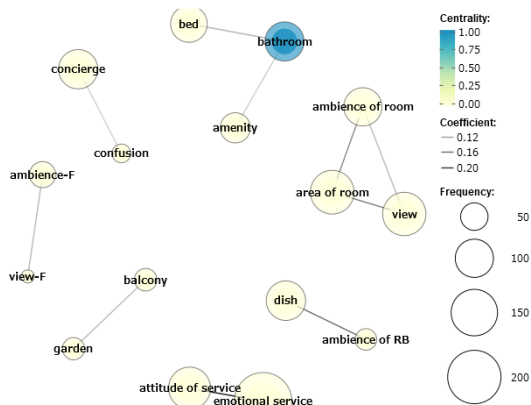 bed
bathroom
concierge
ambience of room
amenity
confusion
ambience-F
area of room
view
view-F
balcony
dish
garden
ambience of RB
attitude of service
emotional service
Centrality:
1.00
0.75
0.50
0.25
0.00
Coefficient:
0.12
0.16
0.20
Frequency:
50
100
150
200